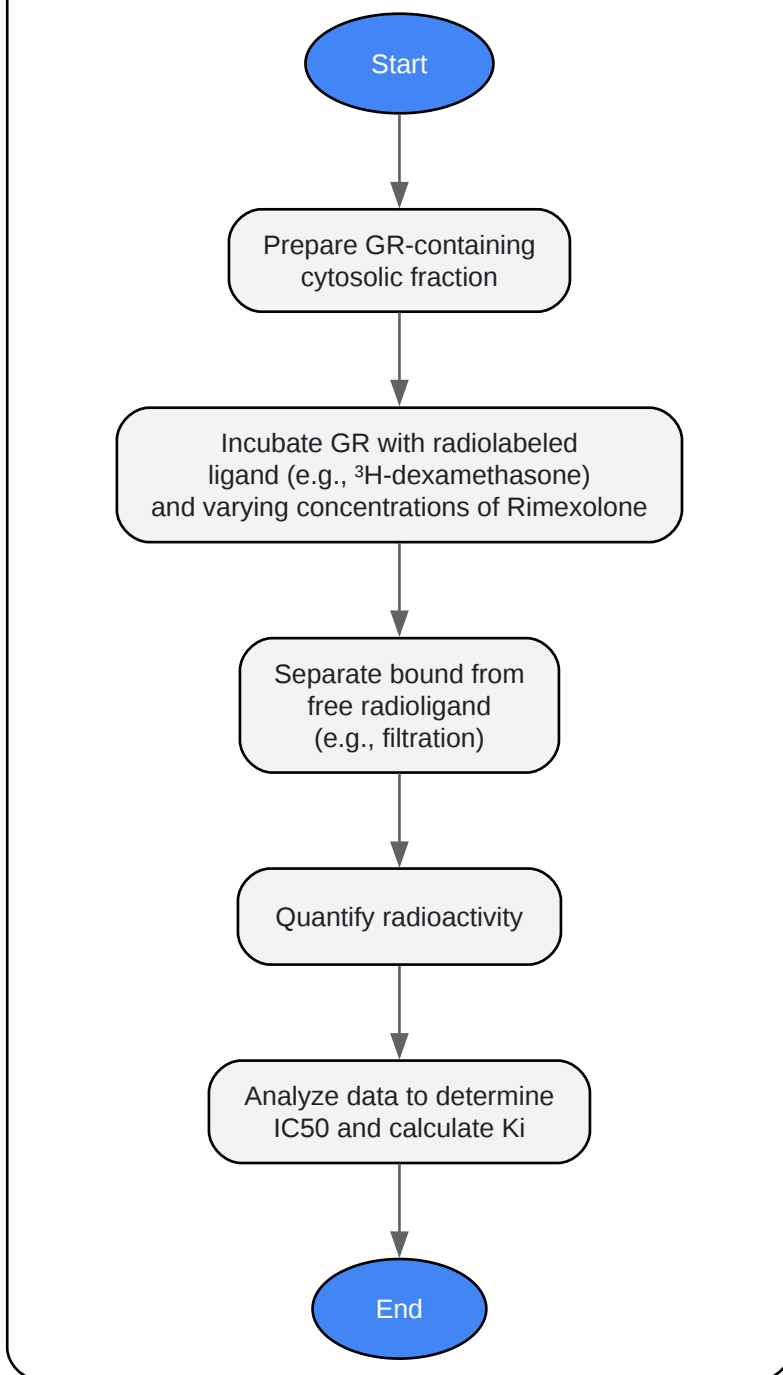 Start
Prepare GR-containing
cytosolic fraction
Incubate GR with radiolabeled
ligand (e.g., ³H-dexamethasone)
and varying concentrations of Rimexolone
Separate bound from
free radioligand
(e.g., filtration)
Quantify radioactivity
Analyze data to determine
IC50 and calculate Ki
End